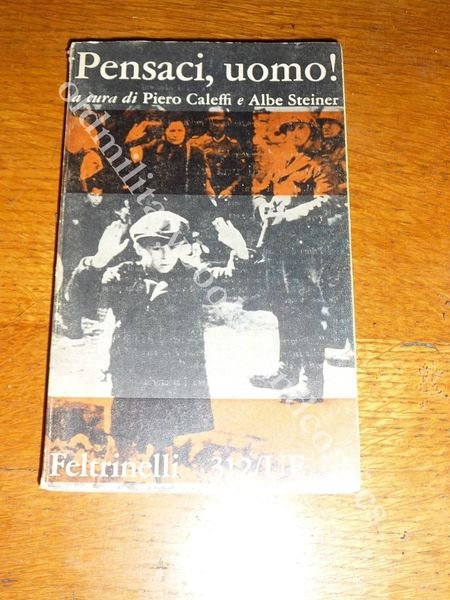 Pensaci, uomo!
a cura di Piero Caleffi e Albe Steiner
Feltrinelli 312/UE